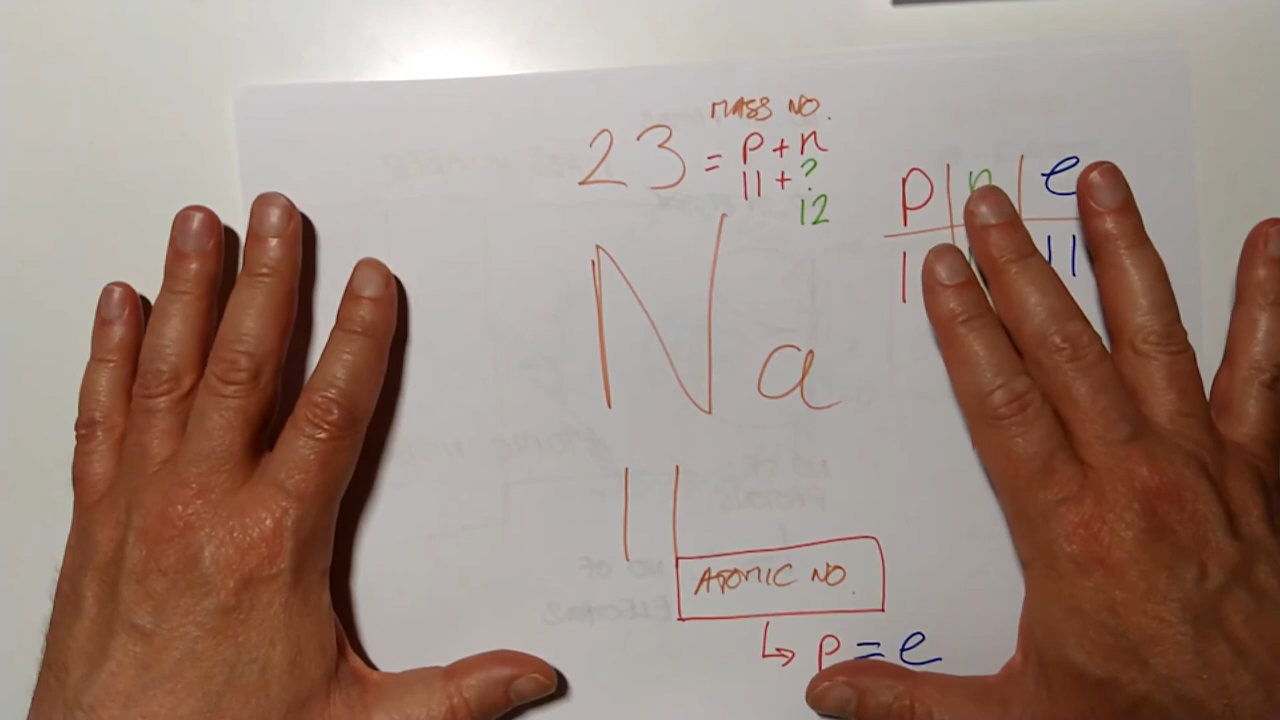 MASS NO.
23 = p + n
11 + ?
12
P | n | e
11
Na
11
ATOMIC NO.
↳ p = e